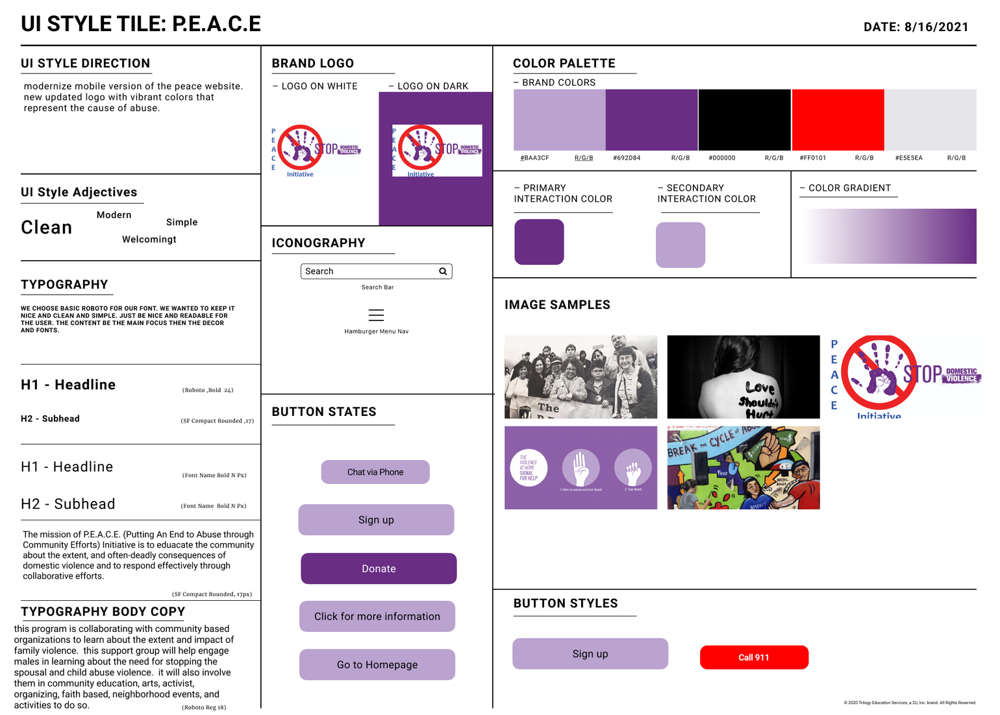 UI STYLE TILE: P.E.A.C.E
DATE: 8/16/2021
UI STYLE DIRECTION
modernize mobile version of the peace website.
new updated logo with vibrant colors that
represent the cause of abuse.
UI Style Adjectives
Modern
Clean
Simple
Welcomingt
TYPOGRAPHY
WE CHOOSE BASIC ROBOTO FOR OUR FONT. WE WANTED TO KEEP IT
NICE AND CLEAN AND SIMPLE. JUST BE NICE AND READABLE FOR
THE USER. THE CONTENT BE THE MAIN FOCUS THEN THE DECOR
AND FONTS.
H1 - Headline
(Roboto ,Bold 24)
H2 - Subhead
(SF Compact Rounded ,17)
H1 - Headline
(Font Name Bold N Px)
H2 - Subhead
(Font Name Bold N Px)
The mission of P.E.A.C.E. (Putting An End to Abuse through
Community Efforts) Initiative is to eduacate the community
about the extent, and often-deadly consequences of
domestic violence and to respond effectively through
collaborative efforts.
(SF Compact Rounded, 17px)
TYPOGRAPHY BODY COPY
this program is collaborating with community based
organizations to learn about the extent and impact of
family violence. this support group will help engage
males in learning about the need for stopping the
spousal and child abuse violence. it will also involve
them in community education, arts, activist,
organizing, faith based, neighborhood events, and
activities to do so.
(Roboto Reg 18)
BRAND LOGO
– LOGO ON WHITE
– LOGO ON DARK
PEACE
STOP DOMESTIC
VIOLENCE
Initiative
PEACE
STOP DOMESTIC
VIOLENCE
Initiative
ICONOGRAPHY
Search
Search Bar
Hamburger Menu Nav
BUTTON STATES
Chat via Phone
Sign up
Donate
Click for more information
Go to Homepage
COLOR PALETTE
– BRAND COLORS
#BAA3CF R/G/B #692D84 R/G/B #000000 R/G/B #FF0101 R/G/B #E5E5EA R/G/B
– PRIMARY
INTERACTION COLOR
– SECONDARY
INTERACTION COLOR
– COLOR GRADIENT
IMAGE SAMPLES
The
Love
Shouldn't
Hurt
PEACE
STOP DOMESTIC
VIOLENCE
Initiative
THE
VIOLENCE
AT HOME
SIGNAL
FOR HELP
1. Palm to camera and tuck thumb
2. Trap thumb
BREAK THE CYCLE of ABUSE
Fear
VERBAL
ABUSE
RESPECT
BUTTON STYLES
Sign up
Call 911
© 2020 Trilogy Education Services, a 2U, Inc. brand. All Rights Reserved.